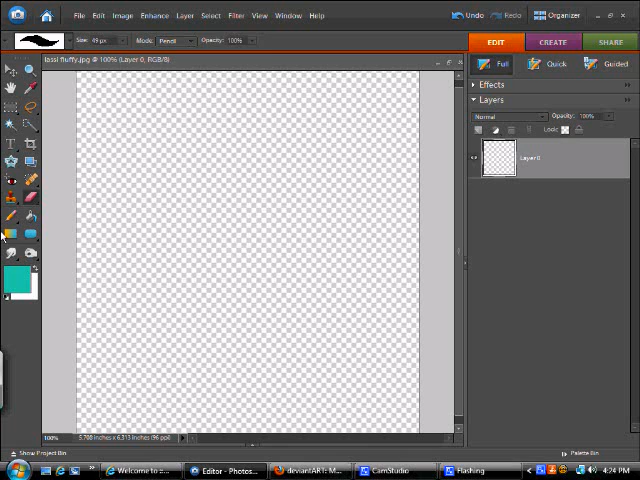 File Edit Image Enhance Layer Select Filter View Window Help Undo Redo Organizer
Size: 49 px Mode: Pencil Opacity: 100% EDIT CREATE SHARE
lassi fluffy.jpg @ 100% (Layer 0, RGB/8) Full Quick Guided
Effects
Layers
Normal Opacity: 100%
Lock:
Layer 0
100% 5.708 inches x 6.313 inches (96 ppi)
Show Project Bin Palette Bin
Welcome to :: Editor - Photos... deviantART: M... CamStudio Flashing 4:24 PM